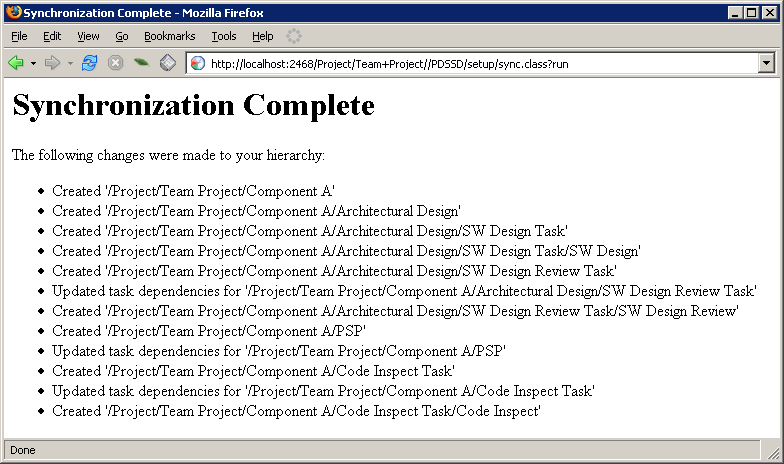 Synchronization Complete - Mozilla Firefox
File Edit View Go Bookmarks Tools Help
http://localhost:2468/Project/Team+Project//PDSSD/setup/sync.class?run
Synchronization Complete
The following changes were made to your hierarchy:
• Created '/Project/Team Project/Component A'
• Created '/Project/Team Project/Component A/Architectural Design'
• Created '/Project/Team Project/Component A/Architectural Design/SW Design Task'
• Created '/Project/Team Project/Component A/Architectural Design/SW Design Task/SW Design'
• Created '/Project/Team Project/Component A/Architectural Design/SW Design Review Task'
• Updated task dependencies for '/Project/Team Project/Component A/Architectural Design/SW Design Review Task'
• Created '/Project/Team Project/Component A/Architectural Design/SW Design Review Task/SW Design Review'
• Created '/Project/Team Project/Component A/PSP'
• Updated task dependencies for '/Project/Team Project/Component A/PSP'
• Created '/Project/Team Project/Component A/Code Inspect Task'
• Updated task dependencies for '/Project/Team Project/Component A/Code Inspect Task'
• Created '/Project/Team Project/Component A/Code Inspect Task/Code Inspect'
Done